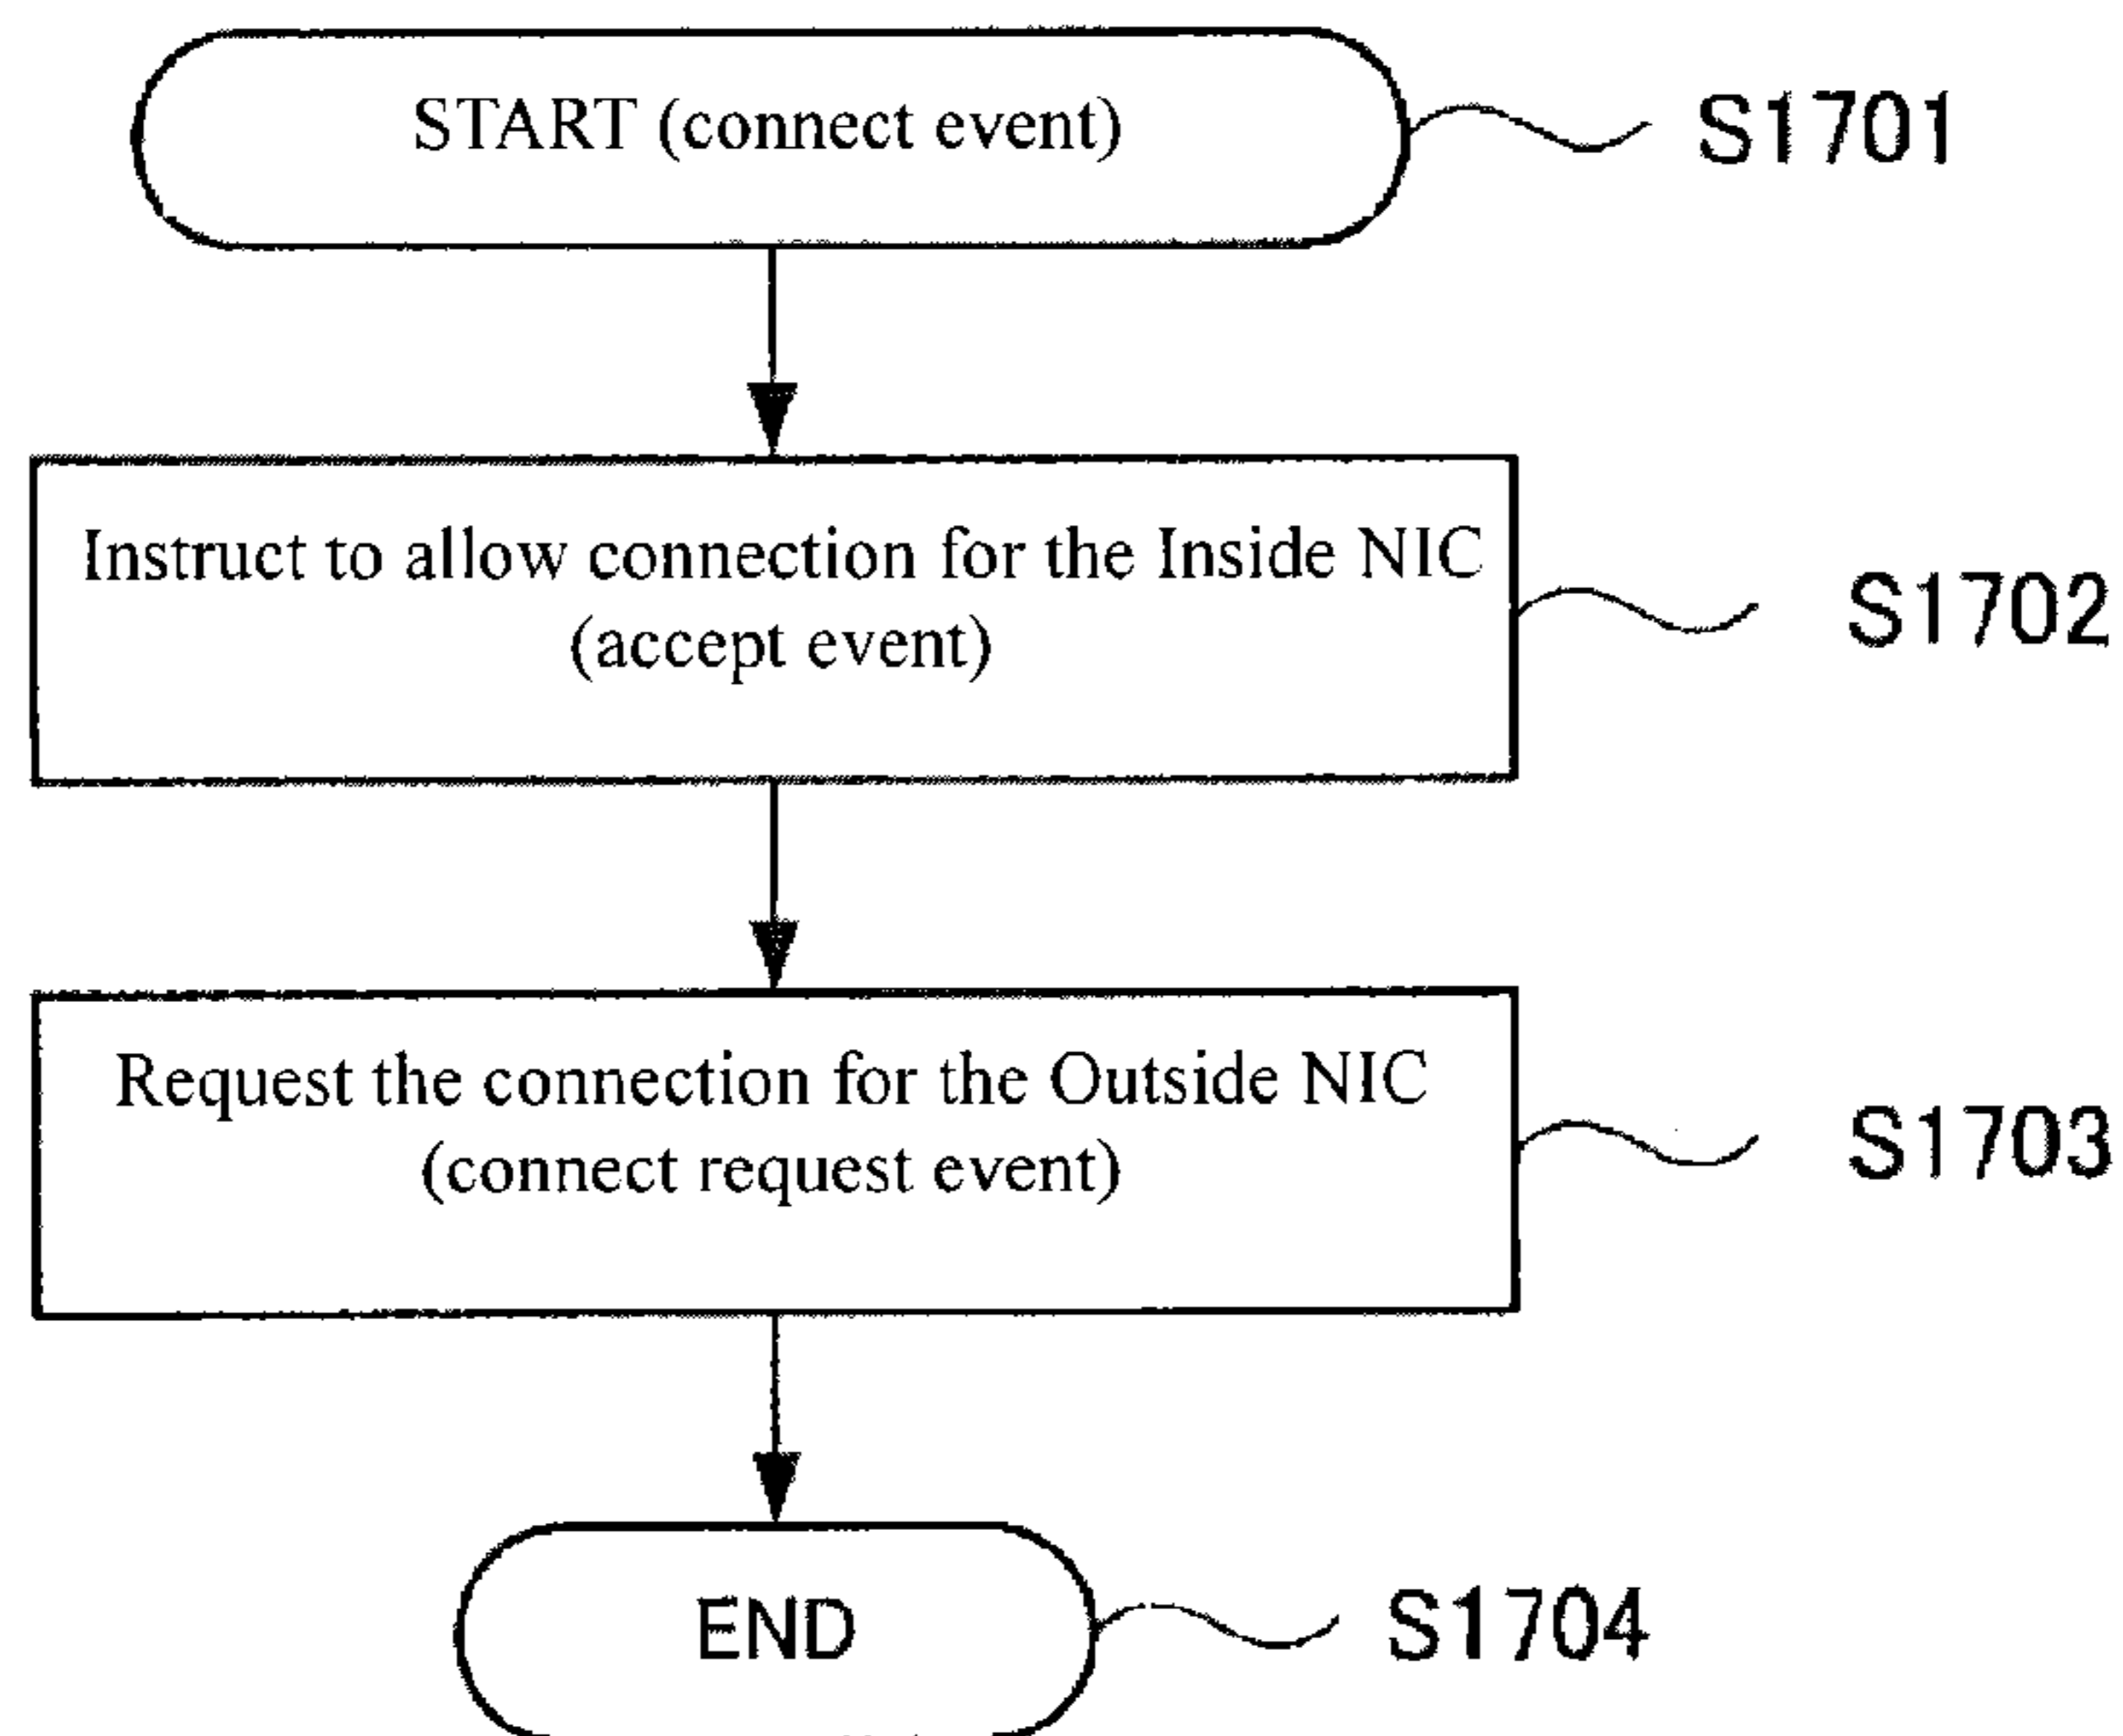 START (connect event)
S1701
Instruct to allow connection for the Inside NIC
(accept event)
S1702
Request the connection for the Outside NIC
(connect request event)
S1703
END
S1704